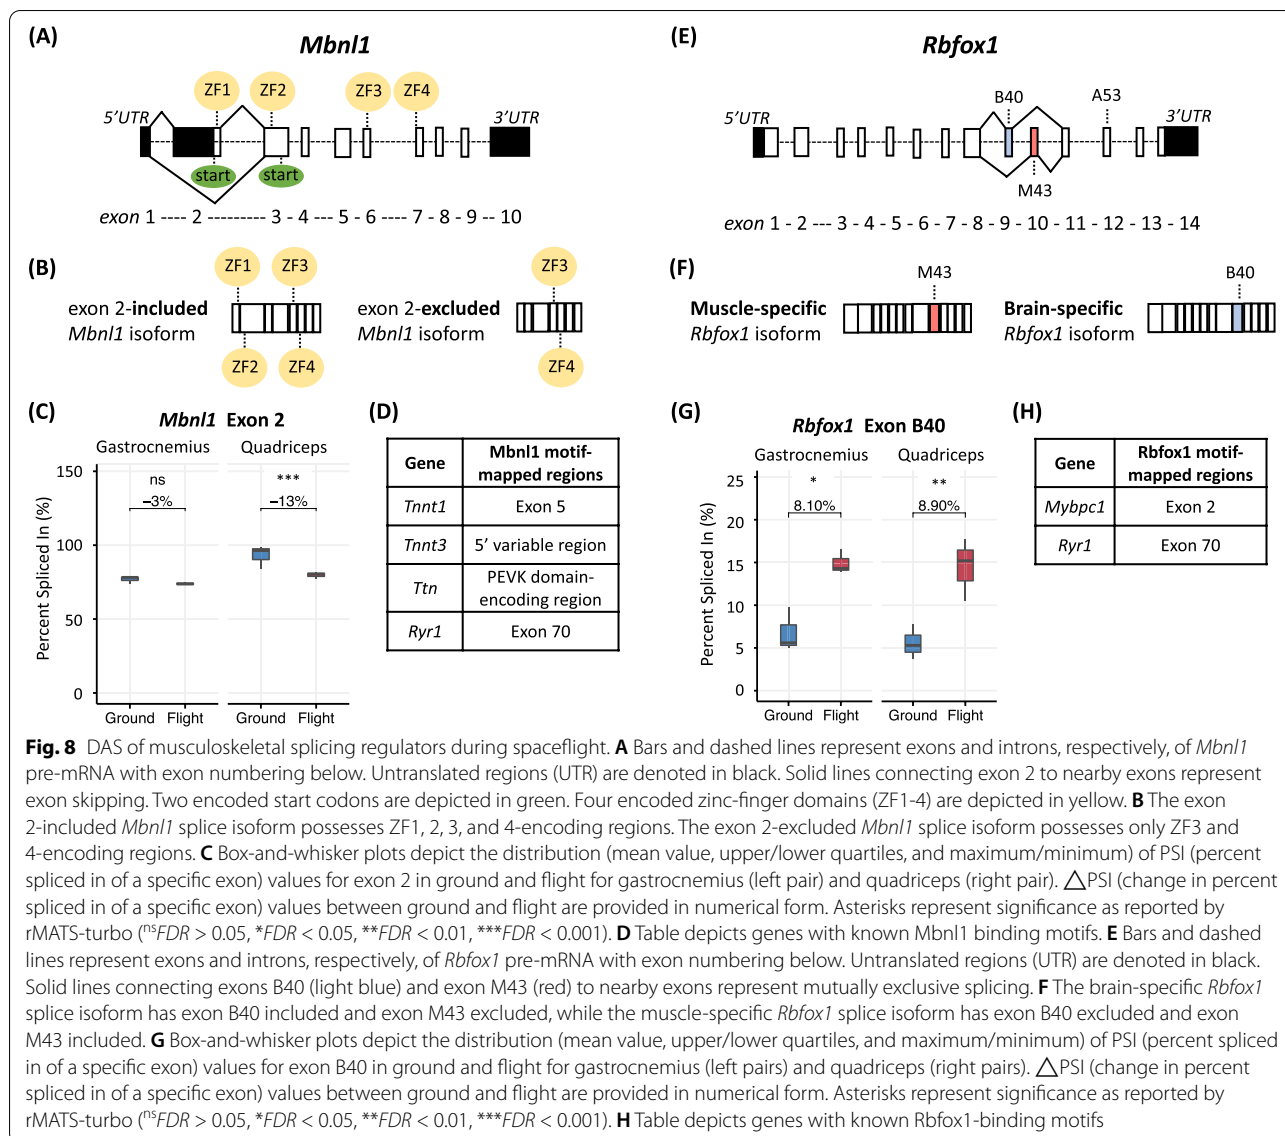 (A)
Mbnl1
ZF1
ZF2
ZF3
ZF4
5’UTR
3’UTR
start
start
exon 1 ---- 2 ---------- 3 - 4 ---- 5 - 6 ----- 7 - 8 - 9 -- 10
(B)
exon 2-included
Mbnl1 isoform
ZF1
ZF3
ZF2
ZF4
exon 2-excluded
Mbnl1 isoform
ZF3
ZF4
(C)
Mbnl1 Exon 2
Gastrocnemius
Quadriceps
Percent Spliced In (%)
150
100
50
0
ns
−3%
***
−13%
Ground
Flight
Ground
Flight
(D)
Gene
Mbnl1 motif-
mapped regions
Tnnt1
Exon 5
Tnnt3
5’ variable region
Ttn
PEVK domain-
encoding region
Ryr1
Exon 70
(E)
Rbfox1
B40
A53
5’UTR
3’UTR
M43
exon 1 - 2 --- 3 - 4 - 5 - 6 - 7 - 8 - 9 - 10 - 11 - 12 - 13 - 14
(F)
Muscle-specific
Rbfox1 isoform
M43
Brain-specific
Rbfox1 isoform
B40
(G)
Rbfox1 Exon B40
Gastrocnemius
Quadriceps
Percent Spliced In (%)
25
20
15
10
5
0
*
8.10%
**
8.90%
Ground
Flight
Ground
Flight
(H)
Gene
Rbfox1 motif-
mapped regions
Mybpc1
Exon 2
Ryr1
Exon 70
Fig. 8 DAS of musculoskeletal splicing regulators during spaceflight. A Bars and dashed lines represent exons and introns, respectively, of Mbnl1
pre-mRNA with exon numbering below. Untranslated regions (UTR) are denoted in black. Solid lines connecting exon 2 to nearby exons represent
exon skipping. Two encoded start codons are depicted in green. Four encoded zinc-finger domains (ZF1-4) are depicted in yellow. B The exon
2-included Mbnl1 splice isoform possesses ZF1, 2, 3, and 4-encoding regions. The exon 2-excluded Mbnl1 splice isoform possesses only ZF3 and
4-encoding regions. C Box-and-whisker plots depict the distribution (mean value, upper/lower quartiles, and maximum/minimum) of PSI (percent
spliced in of a specific exon) values for exon 2 in ground and flight for gastrocnemius (left pair) and quadriceps (right pair). △PSI (change in percent
spliced in of a specific exon) values between ground and flight are provided in numerical form. Asterisks represent significance as reported by
rMATS-turbo (nsFDR > 0.05, *FDR < 0.05, **FDR < 0.01, ***FDR < 0.001). D Table depicts genes with known Mbnl1 binding motifs. E Bars and dashed
lines represent exons and introns, respectively, of Rbfox1 pre-mRNA with exon numbering below. Untranslated regions (UTR) are denoted in black.
Solid lines connecting exons B40 (light blue) and exon M43 (red) to nearby exons represent mutually exclusive splicing. F The brain-specific Rbfox1
splice isoform has exon B40 included and exon M43 excluded, while the muscle-specific Rbfox1 splice isoform has exon B40 excluded and exon
M43 included. G Box-and-whisker plots depict the distribution (mean value, upper/lower quartiles, and maximum/minimum) of PSI (percent spliced
in of a specific exon) values for exon B40 in ground and flight for gastrocnemius (left pairs) and quadriceps (right pairs). △PSI (change in percent
spliced in of a specific exon) values between ground and flight are provided in numerical form. Asterisks represent significance as reported by
rMATS-turbo (nsFDR > 0.05, *FDR < 0.05, **FDR < 0.01, ***FDR < 0.001). H Table depicts genes with known Rbfox1-binding motifs